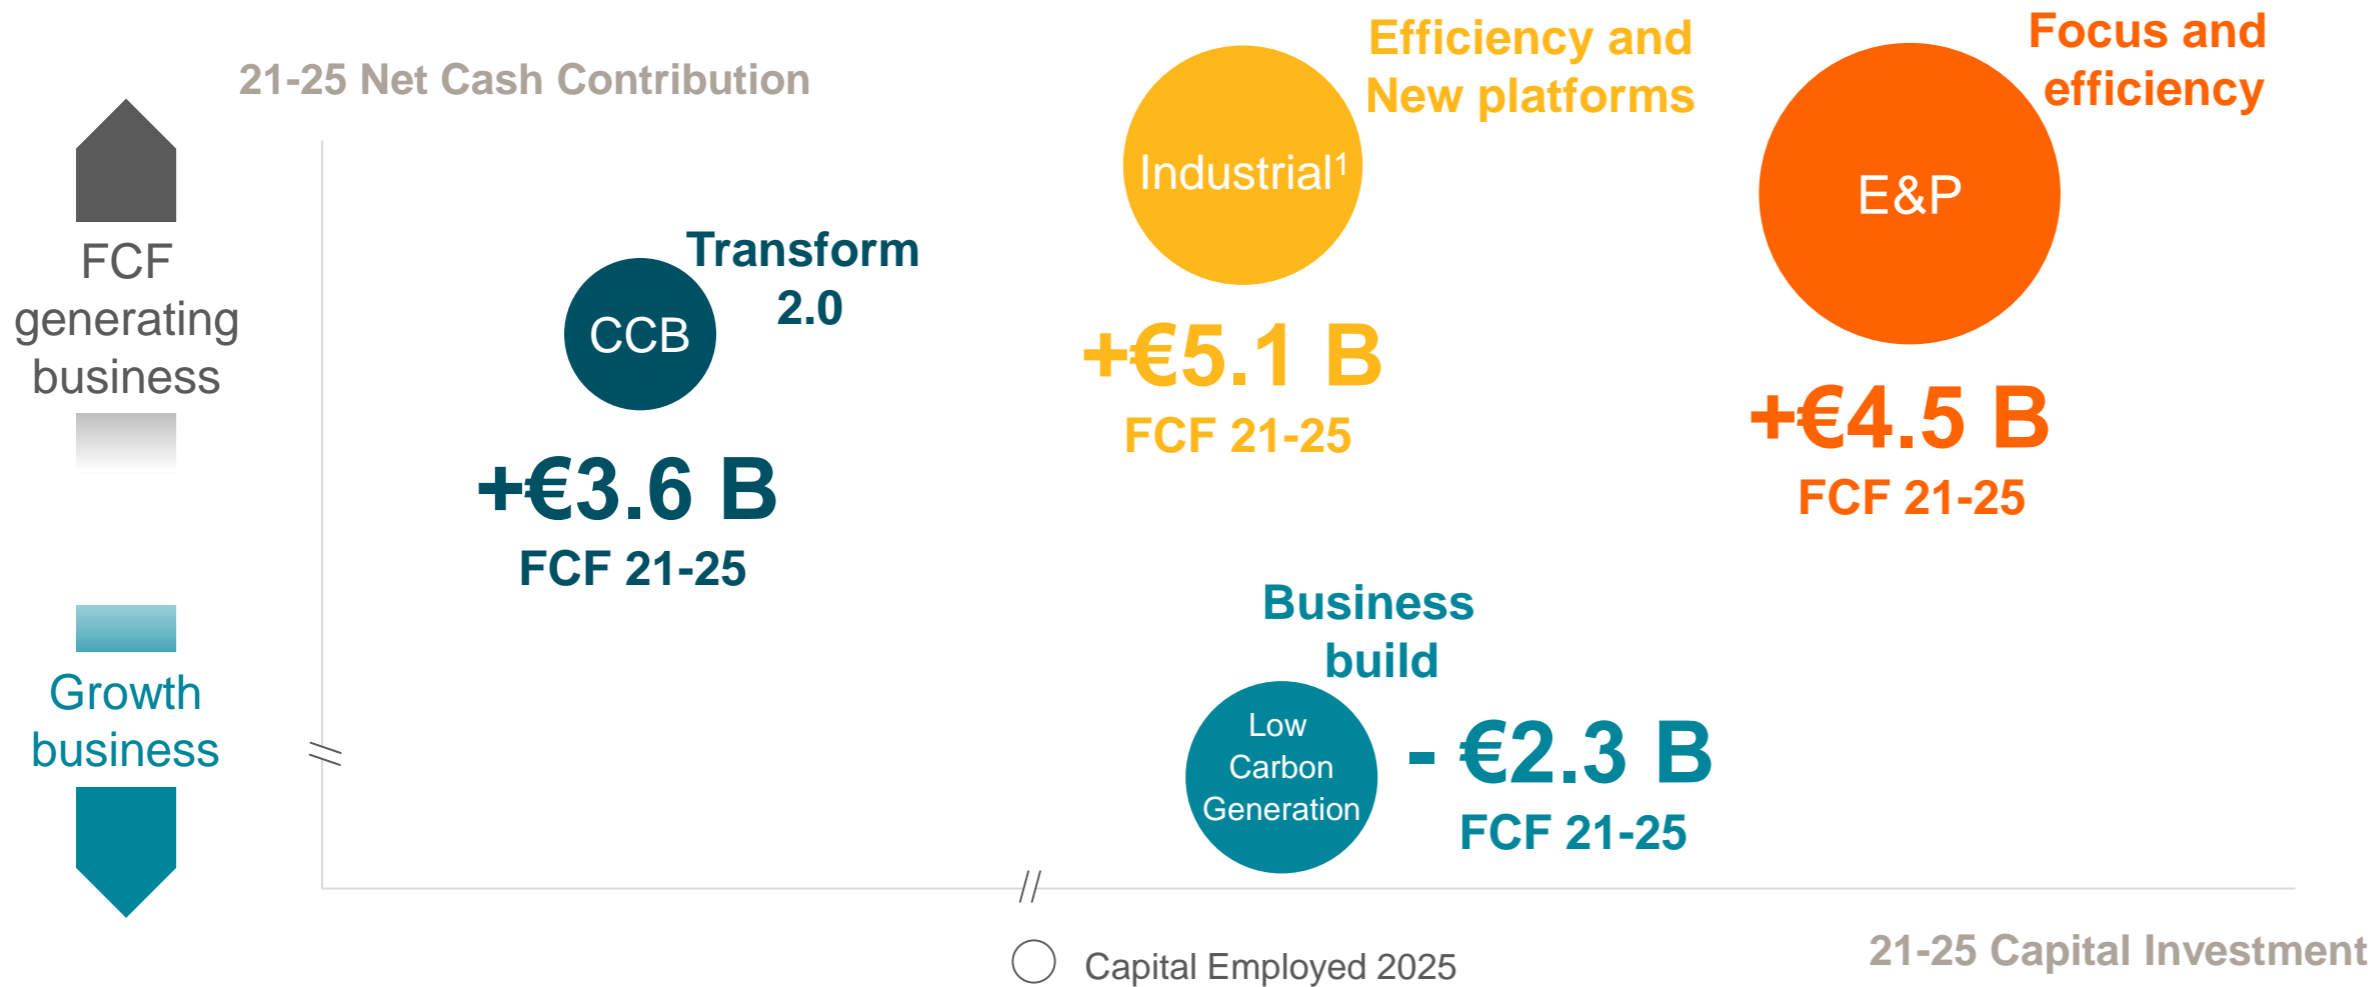 21-25 Net Cash Contribution
FCF
generating
business
Growth
business
CCB
Transform
2.0
+€3.6 B
FCF 21-25
Industrial¹
Efficiency and
New platforms
+€5.1 B
FCF 21-25
E&P
Focus and
efficiency
+€4.5 B
FCF 21-25
Business
build
Low
Carbon
Generation
- €2.3 B
FCF 21-25
Capital Employed 2025
21-25 Capital Investment